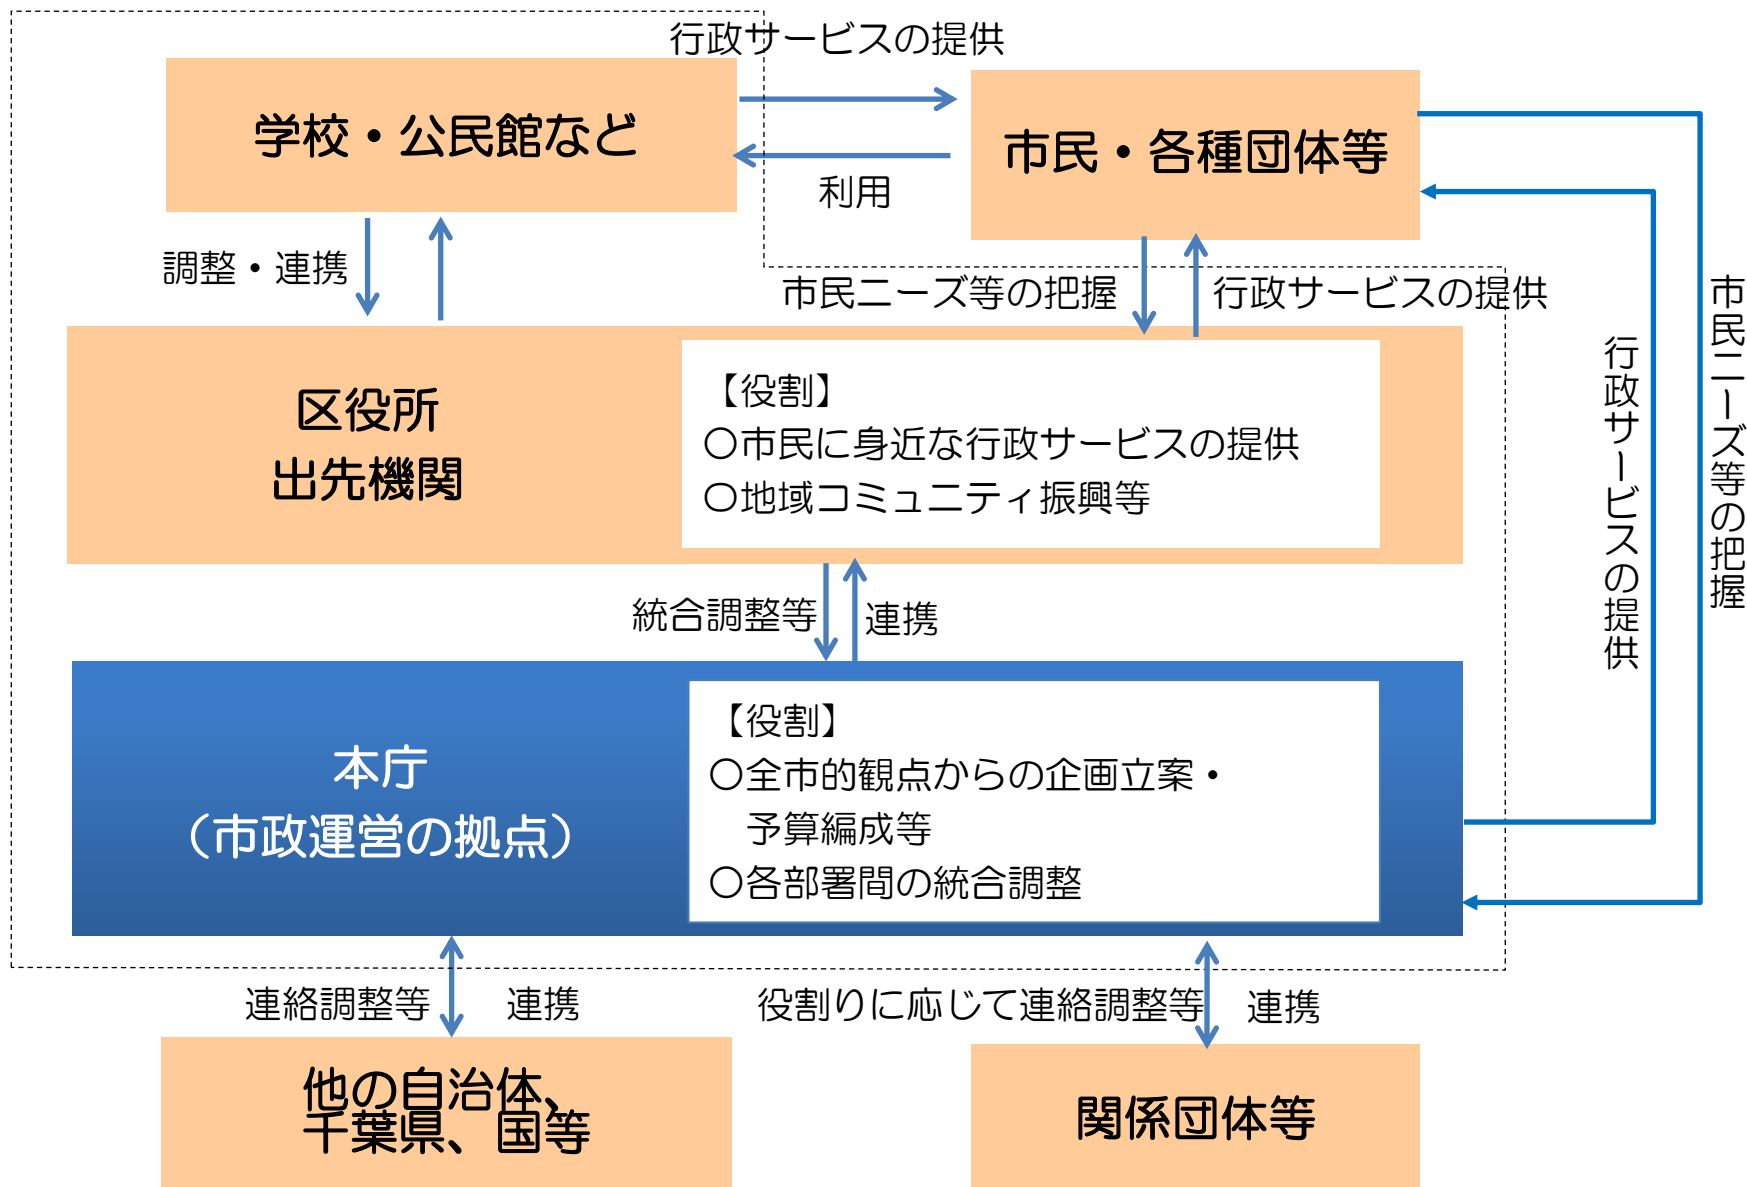 行政サービスの提供
学校・公民館など
市民・各種団体等
利用
調整・連携
市民ニーズ等の把握
行政サービスの提供
市民ニーズ等の把握
行政サービスの提供
区役所
出先機関
【役割】
〇市民に身近な行政サービスの提供
〇地域コミュニティ振興等
統合調整等
連携
本庁
（市政運営の拠点）
【役割】
〇全市的観点からの企画立案・
予算編成等
〇各部署間の統合調整
連絡調整等
連携
役割りに応じて連絡調整等
連携
他の自治体、
千葉県、国等
関係団体等